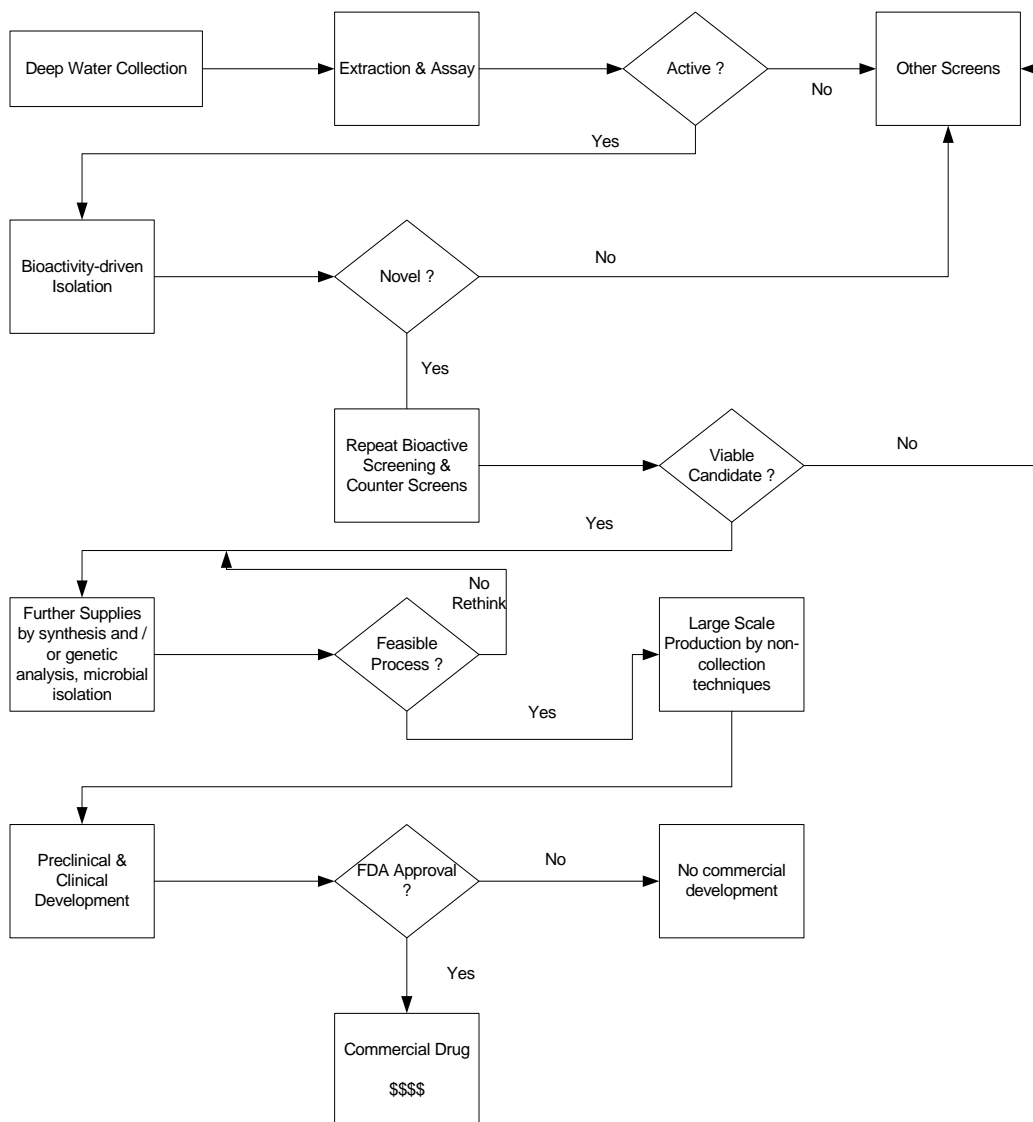 Deep Water Collection
Extraction & Assay
Active ?
No
Other Screens
Yes
Bioactivity-driven
Isolation
Novel ?
No
Yes
Repeat Bioactive
Screening &
Counter Screens
Viable
Candidate ?
No
Yes
No
Rethink
Further Supplies
by synthesis and /
or genetic
analysis, microbial
isolation
Feasible
Process ?
Yes
Large Scale
Production by non-
collection
techniques
Preclinical &
Clinical
Development
FDA Approval
?
No
No commercial
development
Yes
Commercial Drug
$$$$